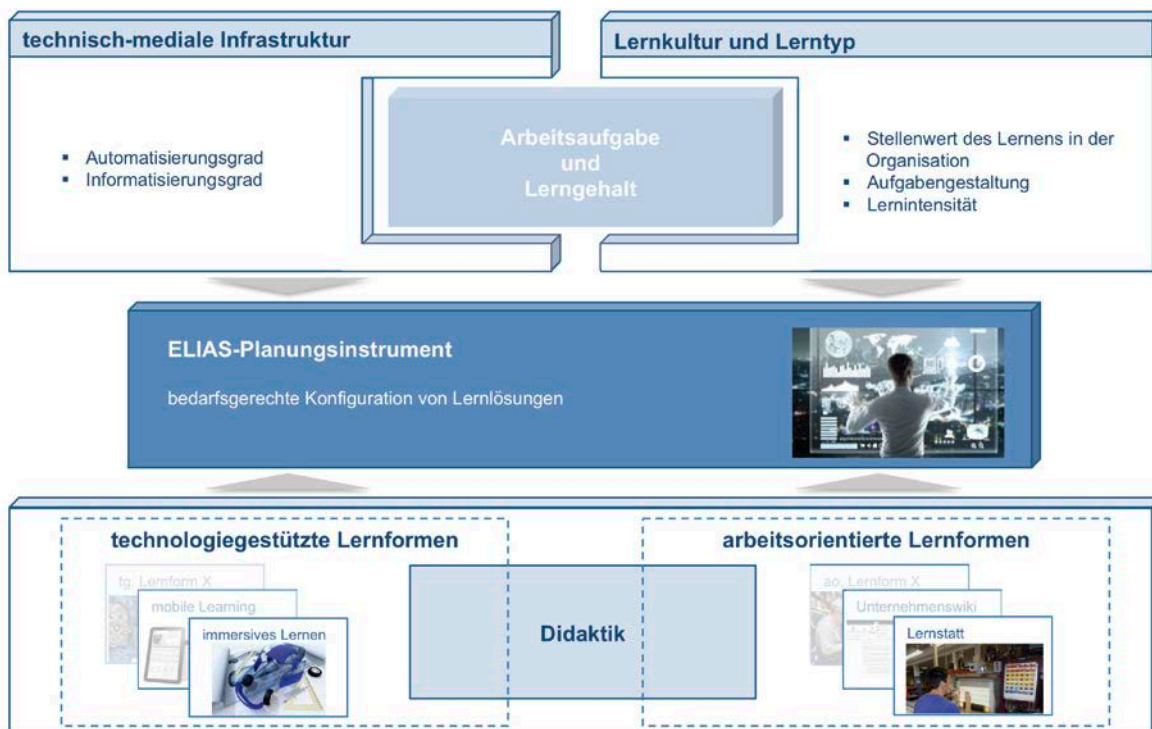 technisch-mediale Infrastruktur
▪ Automatisierungsgrad
▪ Informatisierungsgrad
Arbeitsaufgabe
und
Lerngehalt
Lernkultur und Lerntyp
▪ Stellenwert des Lernens in der
Organisation
▪ Aufgabengestaltung
▪ Lernintensität
ELIAS-Planungsinstrument
bedarfsgerechte Konfiguration von Lernlösungen
technologiegestützte Lernformen
tg. Lernform X
mobile Learning
immersives Lernen
Didaktik
arbeitsorientierte Lernformen
ao. Lernform X
Unternehmenswiki
Lernstatt